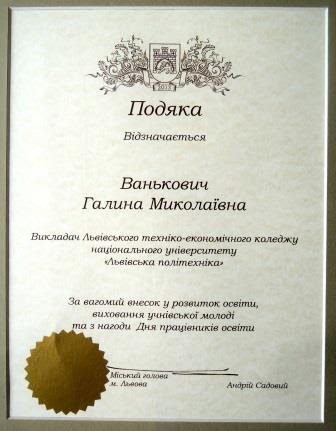 2012
Подяка
Відзначається
Ванькович
Галина Миколаївна
Викладач Львівського техніко-економічного коледжу
національного університету
«Львівська політехніка»
За вагомий внесок у розвиток освіти,
виховання учнівської молоді
та з нагоди Дня працівників освіти
Міський голова
м. Львова
Андрій Садовий